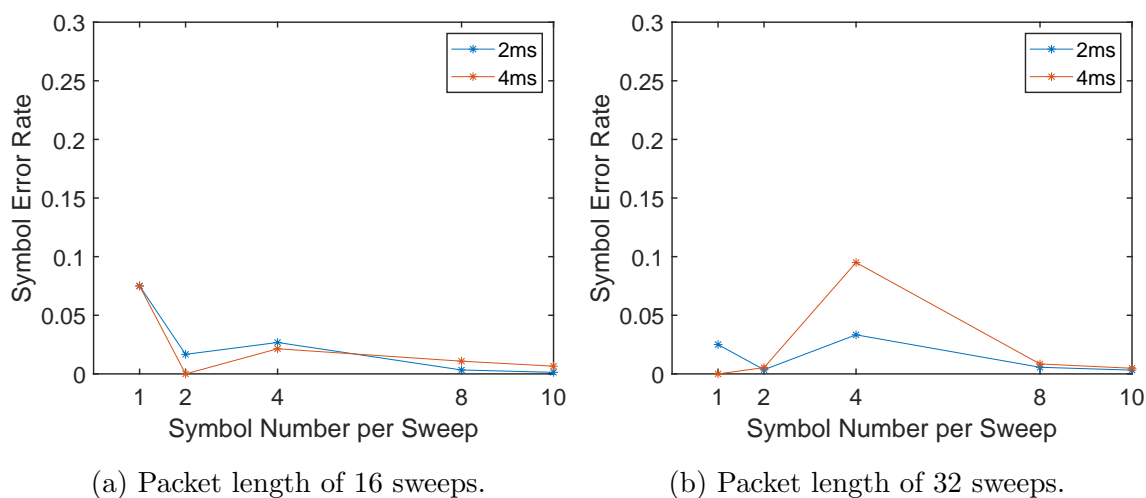 0.3
0.25
0.2
0.15
0.1
0.05
0
Symbol Error Rate
2ms
4ms
1 2 4 8 10
Symbol Number per Sweep
(a) Packet length of 16 sweeps.
0.3
0.25
0.2
0.15
0.1
0.05
0
Symbol Error Rate
2ms
4ms
1 2 4 8 10
Symbol Number per Sweep
(b) Packet length of 32 sweeps.